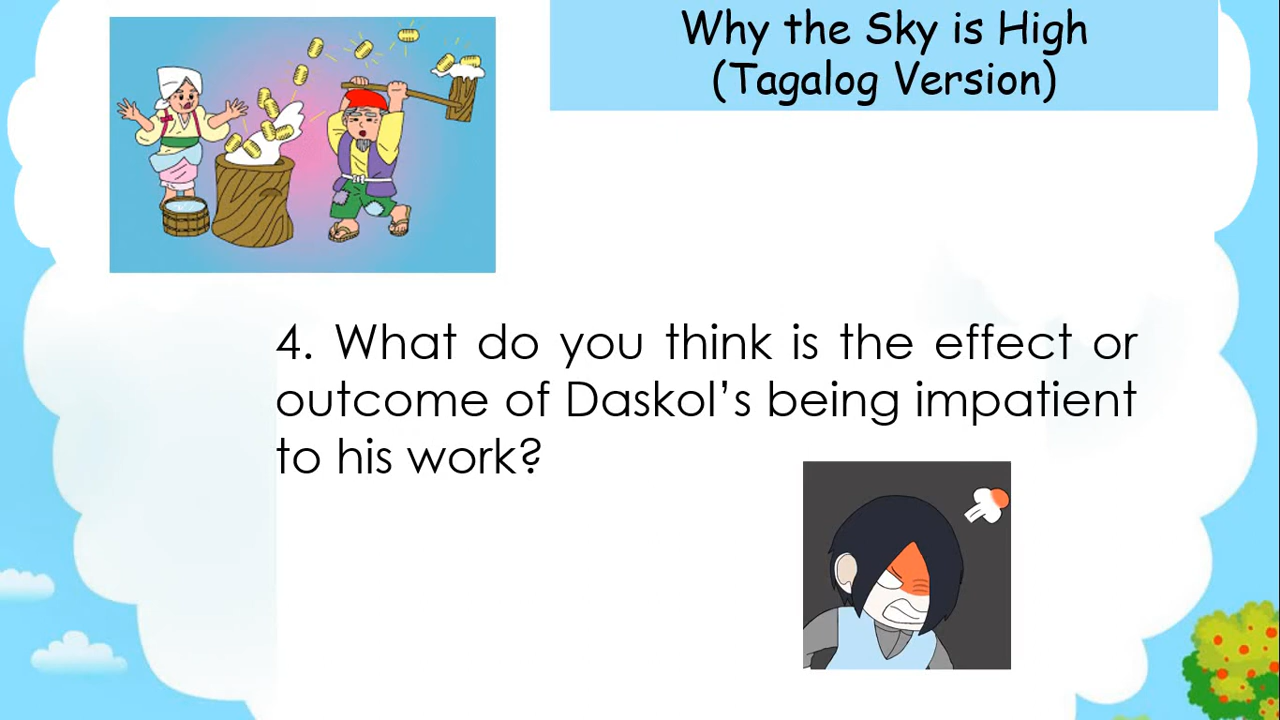 Why the Sky is High
(Tagalog Version)
4. What do you think is the effect or
outcome of Daskol’s being impatient
to his work?